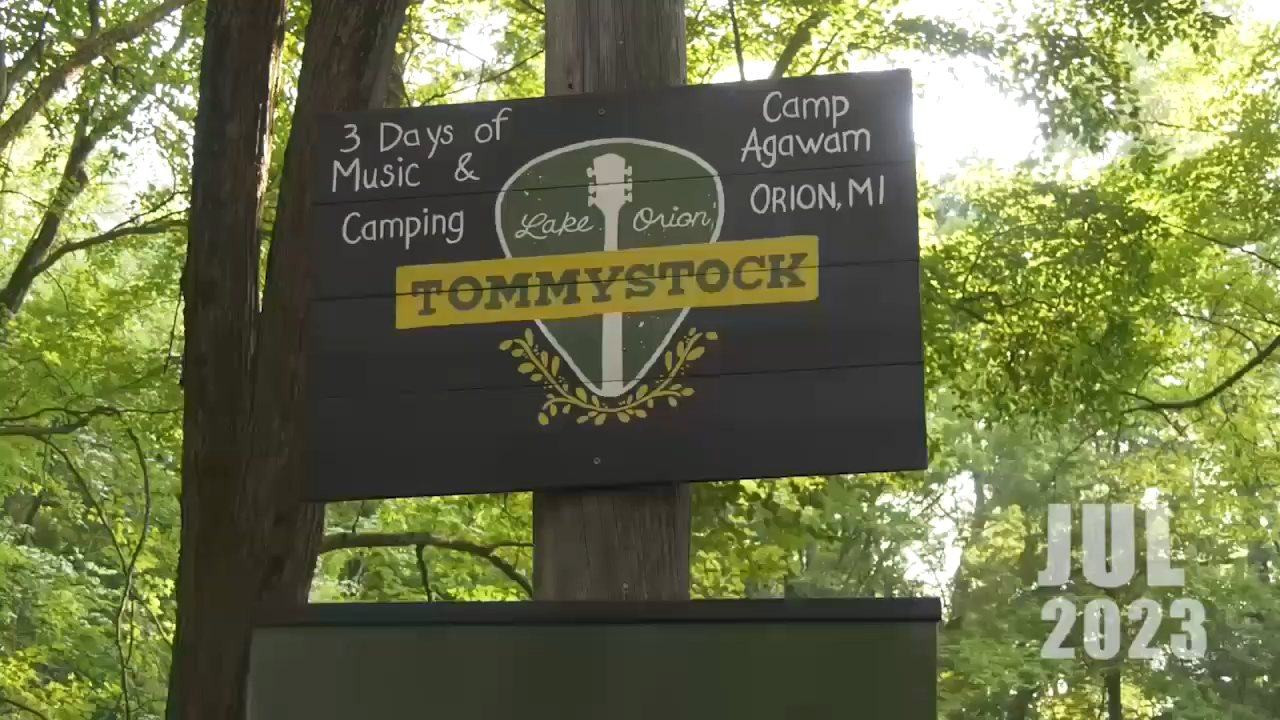 3 Days of
Music &
Camping
Lake Orion
TOMMYSTOCK
Camp
Agawam
ORION, MI
JUL
2023